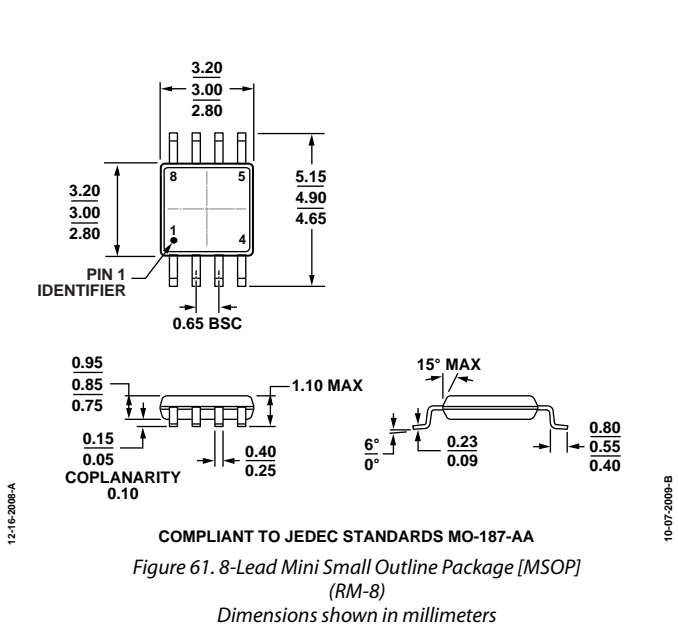 3.20
3.00
2.80
8
5
1
4
3.20
3.00
2.80
5.15
4.90
4.65
PIN 1
IDENTIFIER
0.65 BSC
0.95
0.85
0.75
1.10 MAX
15° MAX
0.15
0.05
COPLANARITY
0.10
0.40
0.25
6°
0°
0.23
0.09
0.80
0.55
0.40
12-16-2008-A
10-07-2009-B
COMPLIANT TO JEDEC STANDARDS MO-187-AA
Figure 61. 8-Lead Mini Small Outline Package [MSOP]
(RM-8)
Dimensions shown in millimeters